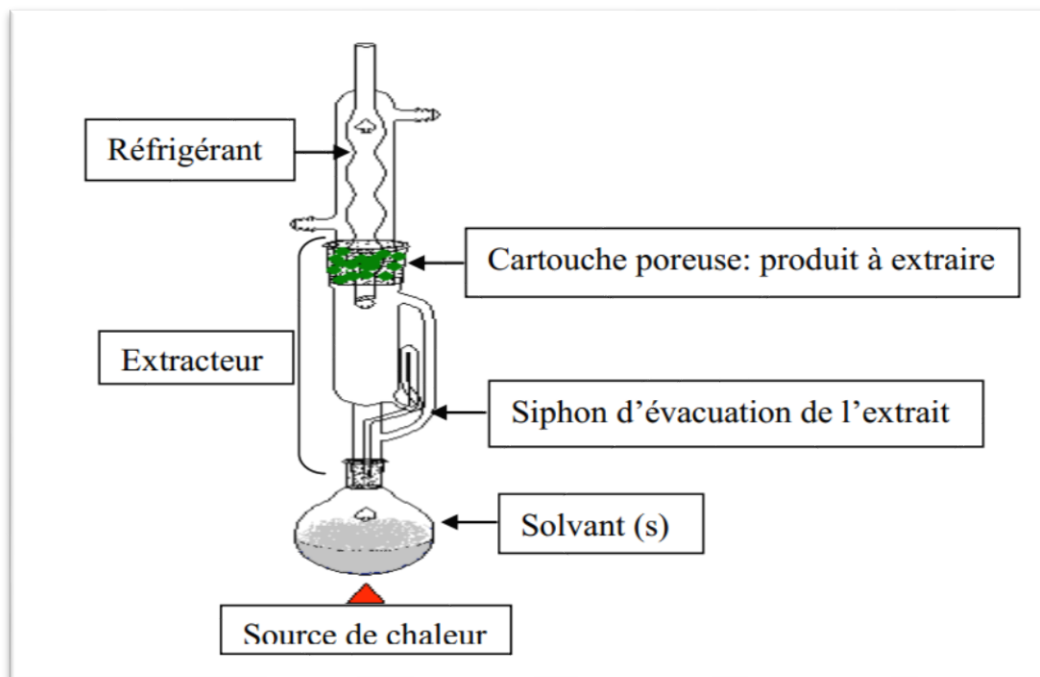 Réfrigérant
Cartouche poreuse: produit à extraire
Extracteur
Siphon d’évacuation de l’extrait
Solvant (s)
Source de chaleur